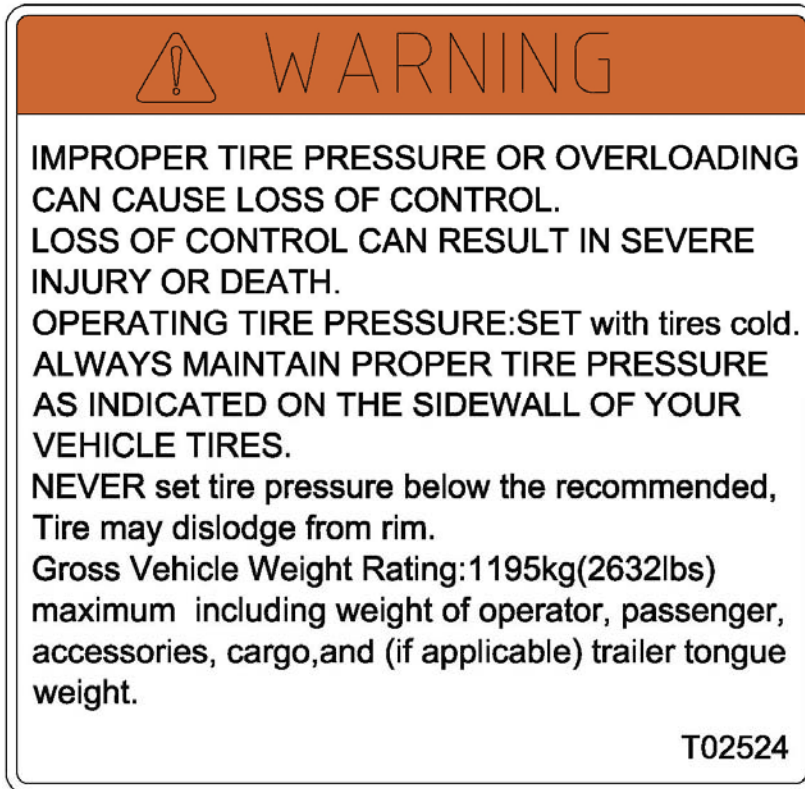 WARNING
IMPROPER TIRE PRESSURE OR OVERLOADING
CAN CAUSE LOSS OF CONTROL.
LOSS OF CONTROL CAN RESULT IN SEVERE
INJURY OR DEATH.
OPERATING TIRE PRESSURE:SET with tires cold.
ALWAYS MAINTAIN PROPER TIRE PRESSURE
AS INDICATED ON THE SIDEWALL OF YOUR
VEHICLE TIRES.
NEVER set tire pressure below the recommended,
Tire may dislodge from rim.
Gross Vehicle Weight Rating:1195kg(2632lbs)
maximum  including weight of operator, passenger,
accessories, cargo,and (if applicable) trailer tongue
weight.
T02524